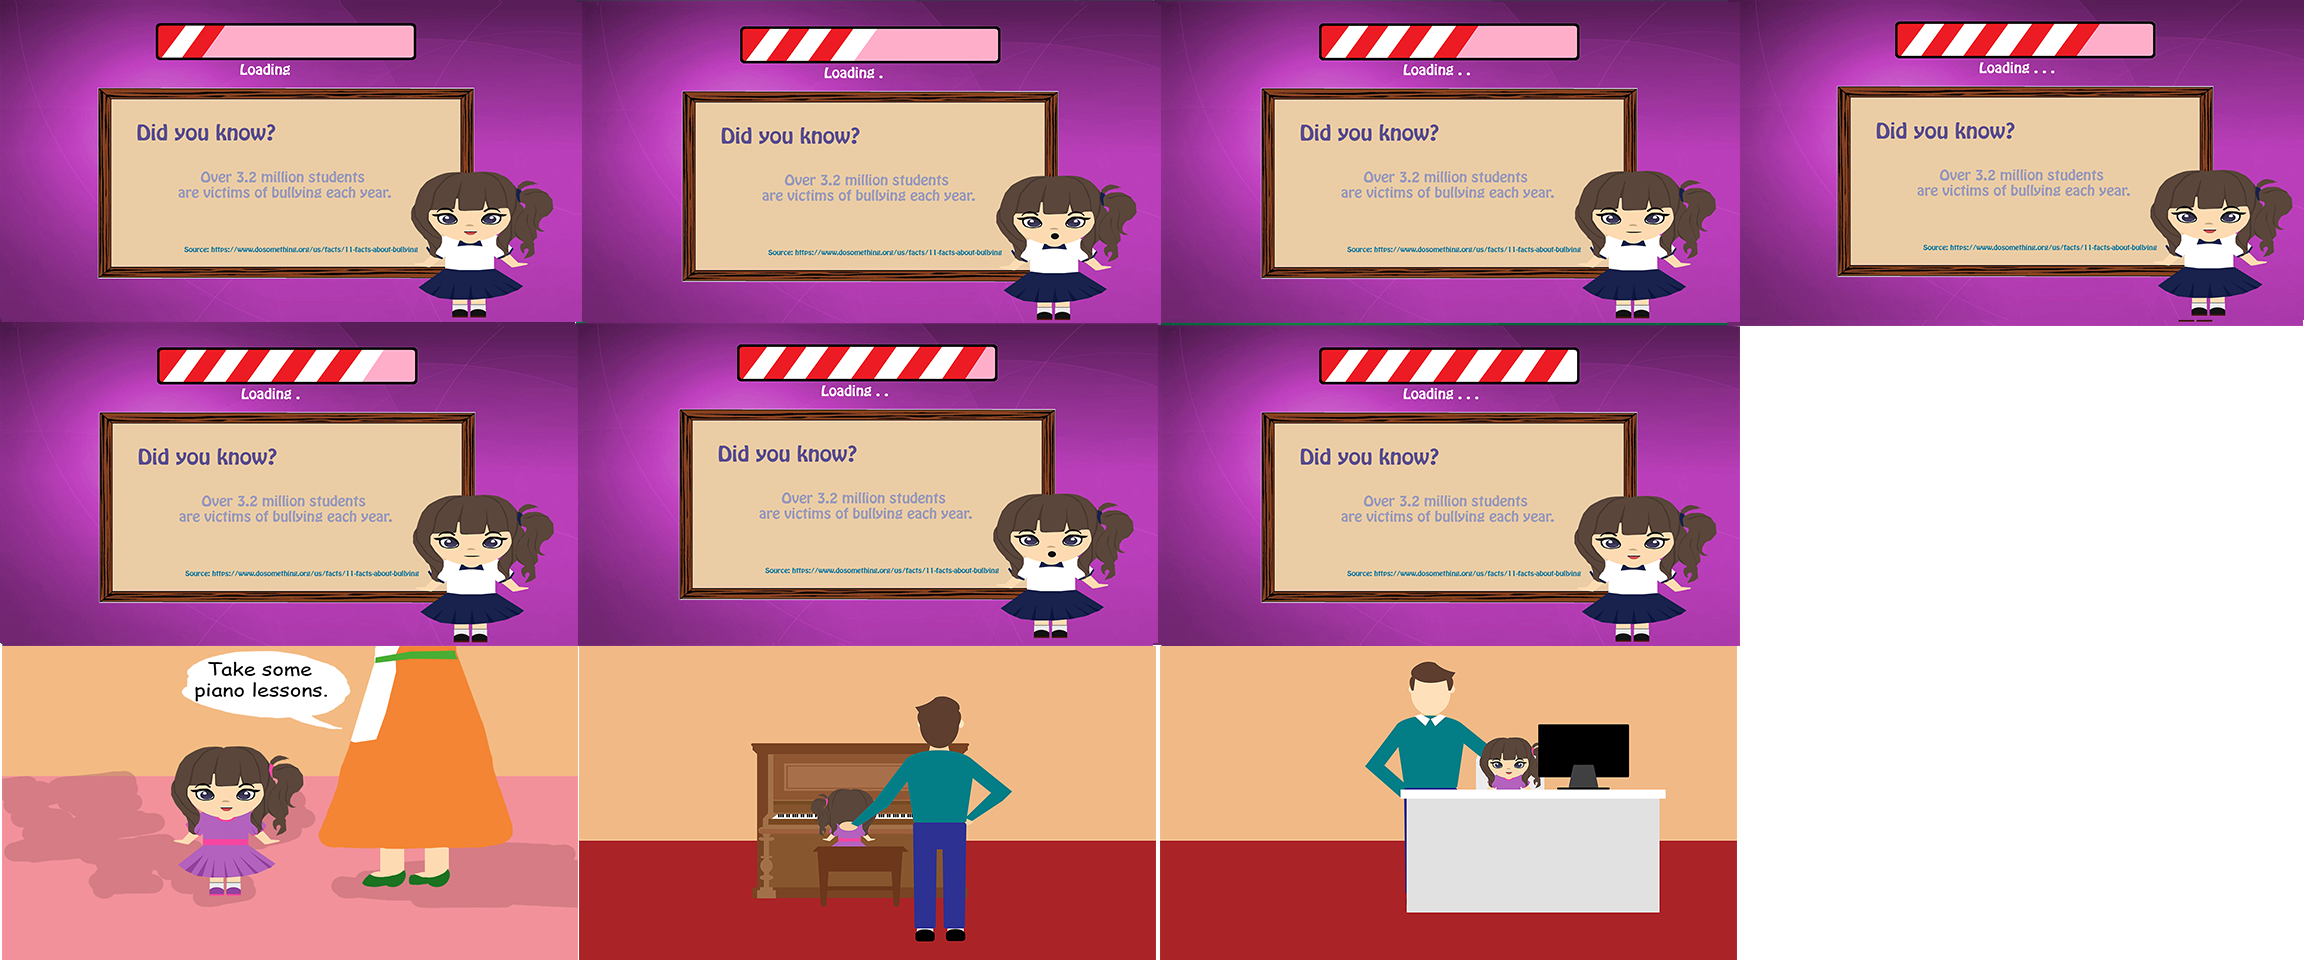 Loading
Did you know?
Over 3.2 million students
are victims of bullying each year.
Source: https://www.dosomething.org/us/facts/11-facts-about-bullying
Loading .
Did you know?
Over 3.2 million students
are victims of bullying each year.
Source: https://www.dosomething.org/us/facts/11-facts-about-bullying
Loading . .
Did you know?
Over 3.2 million students
are victims of bullying each year.
Source: https://www.dosomething.org/us/facts/11-facts-about-bullying
Loading . . .
Did you know?
Over 3.2 million students
are victims of bullying each year.
Source: https://www.dosomething.org/us/facts/11-facts-about-bullying
Loading .
Did you know?
Over 3.2 million students
are victims of bullying each year.
Source: https://www.dosomething.org/us/facts/11-facts-about-bullying
Loading . .
Did you know?
Over 3.2 million students
are victims of bullying each year.
Source: https://www.dosomething.org/us/facts/11-facts-about-bullying
Loading . . .
Did you know?
Over 3.2 million students
are victims of bullying each year.
Source: https://www.dosomething.org/us/facts/11-facts-about-bullying
Take some
piano lessons.